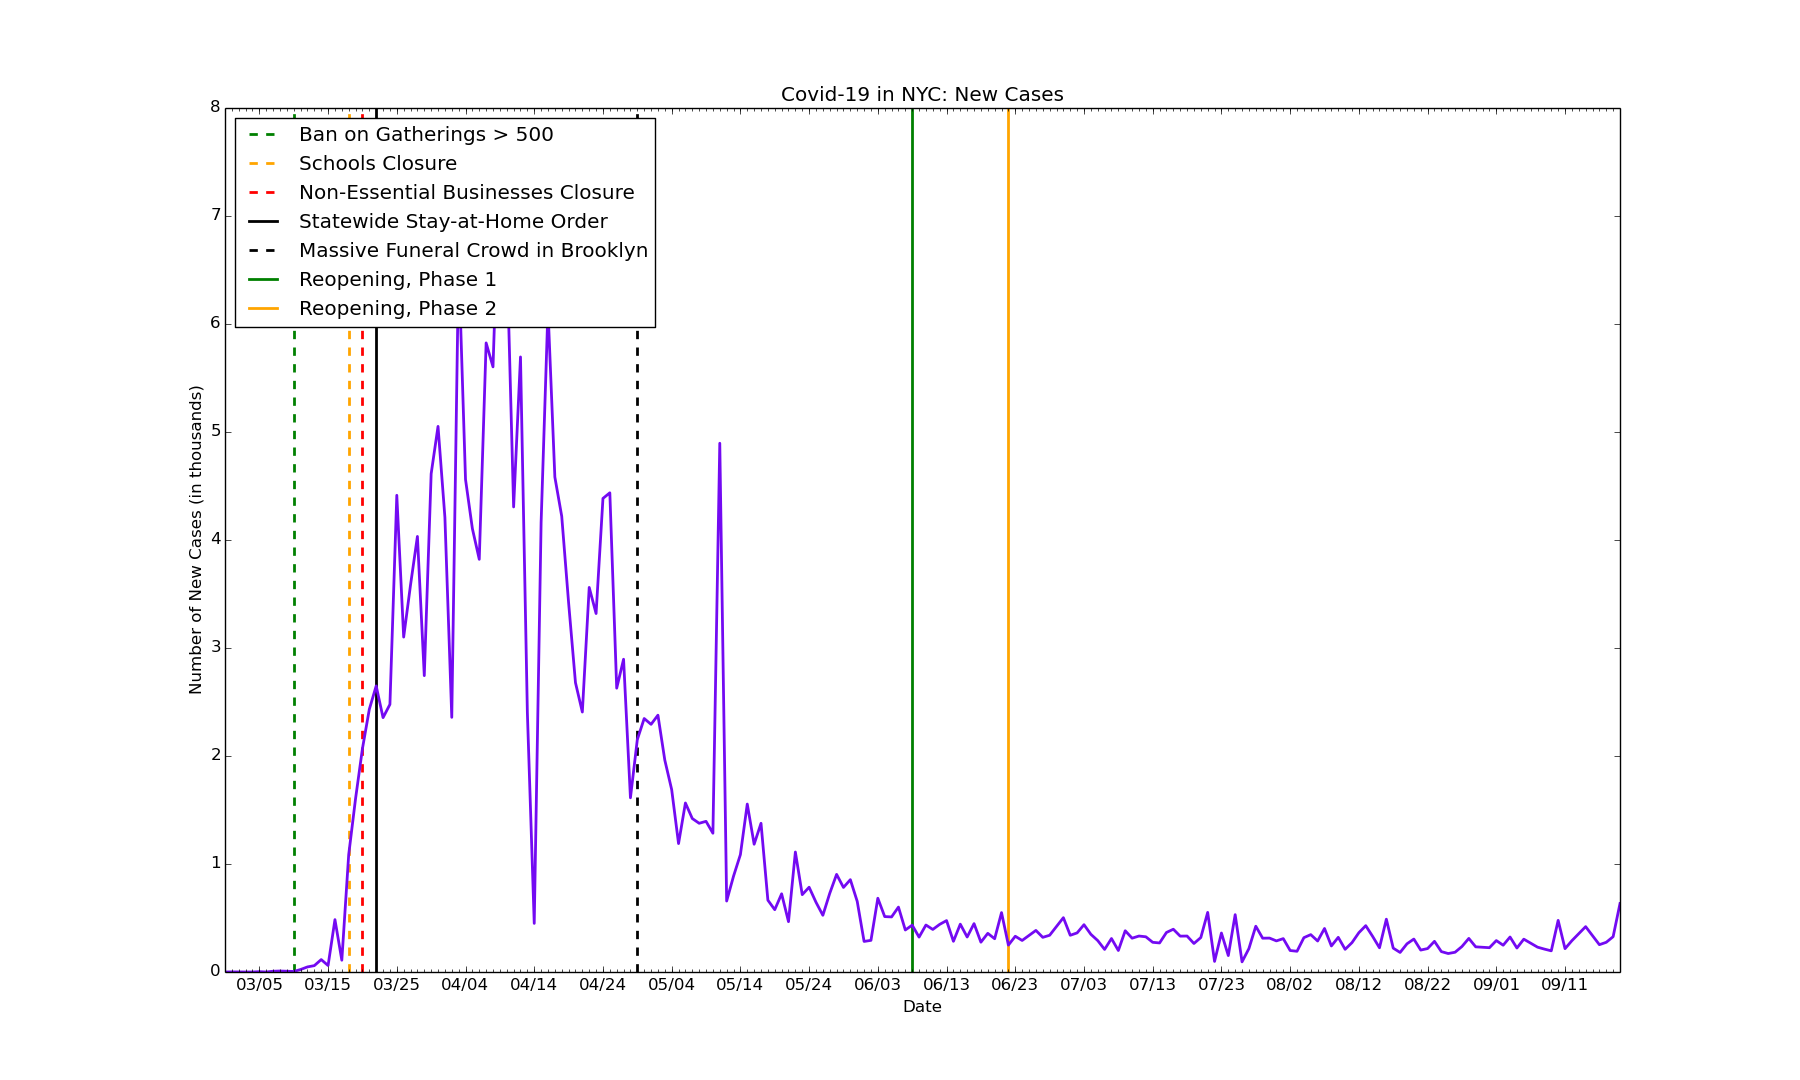 Covid-19 in NYC: New Cases
8
7
6
5
4
3
2
1
0
Number of New Cases (in thousands)
Ban on Gatherings > 500
Schools Closure
Non-Essential Businesses Closure
Statewide Stay-at-Home Order
Massive Funeral Crowd in Brooklyn
Reopening, Phase 1
Reopening, Phase 2
03/05 03/15 03/25 04/04 04/14 04/24 05/04 05/14 05/24 06/03 06/13 06/23 07/03 07/13 07/23 08/02 08/12 08/22 09/01 09/11
Date